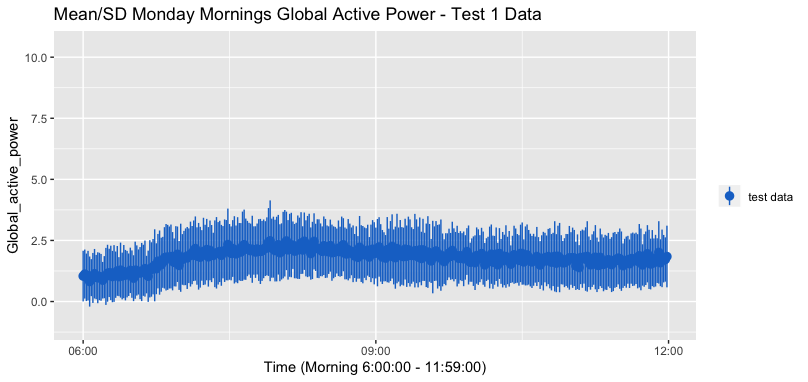 Mean/SD Monday Mornings Global Active Power - Test 1 Data
10.0
7.5
5.0
2.5
0.0
Global_active_power
test data
06:00 09:00 12:00
Time (Morning 6:00:00 - 11:59:00)